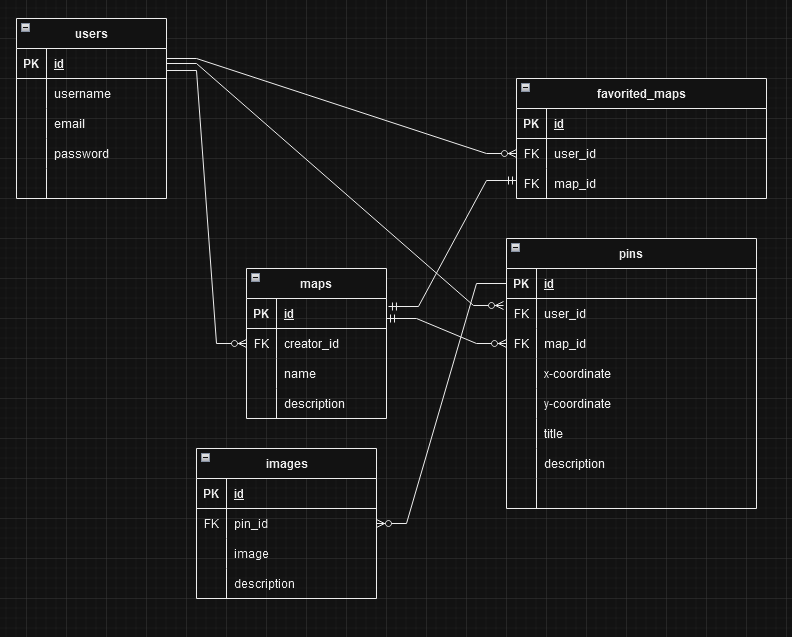 users
PK id
username
email
password
favorited_maps
PK id
FK user_id
FK map_id
pins
PK id
FK user_id
FK map_id
x-coordinate
y-coordinate
title
description
maps
PK id
FK creator_id
name
description
images
PK id
FK pin_id
image
description